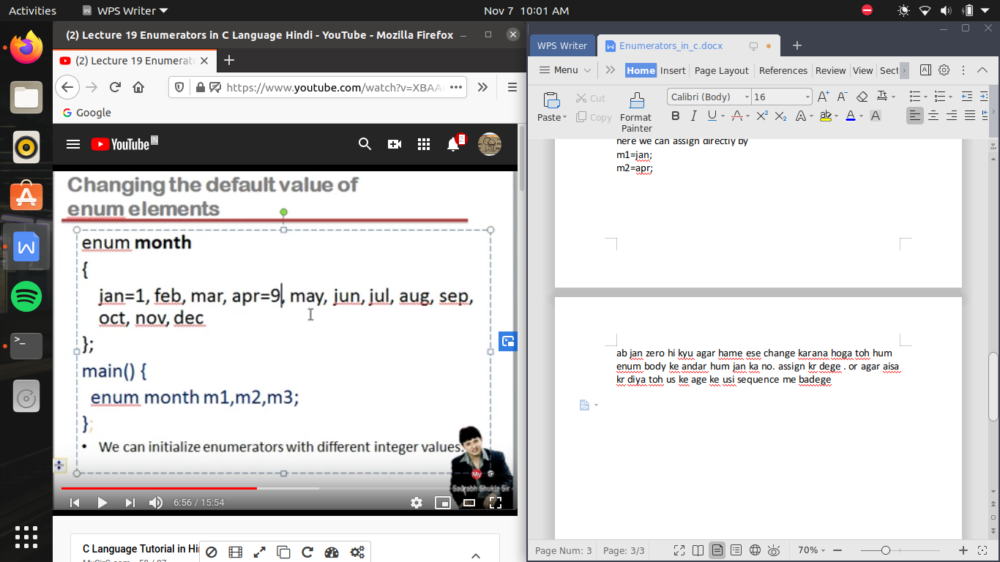 Activities
WPS Writer
Nov 7 10:01 AM
(2) Lecture 19 Enumerators in C Language Hindi - YouTube - Mozilla Firefox
(2) Lecture 19 Enumerato
https://www.youtube.com/watch?v=XBAA
Google
YouTube IN
2
Changing the default value of
enum elements
enum month
{
jan=1, feb, mar, apr=9, may, jun, jul, aug, sep,
oct, nov, dec
};
main() {
enum month m1,m2,m3;
};
• We can initialize enumerators with different integer values.
My
G
Saurabh Shukla Sir
6:56 / 15:54
C Language Tutorial in Hi
WPS Writer
Enumerators_in_c.docx
Menu
Home
Insert
Page Layout
References
Review
View
Sect
Paste
Cut
Copy
Format
Painter
Calibri (Body)
16
here we can assign directly by
m1=jan;
m2=apr;
ab jan zero hi kyu agar hame ese change karana hoga toh hum
enum body ke andar hum jan ka no. assign kr dege . or agar aisa
kr diya toh us ke age ke usi sequence me badege
Page Num: 3
Page: 3/3
70%